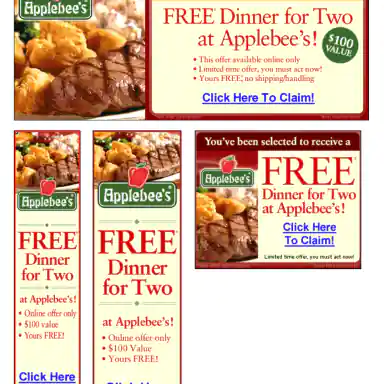 Applebee's
FREE* Dinner for Two
at Applebee's!
$100
VALUE
• This offer available online only
• Limited time offer, you must act now!
• Yours FREE; no shipping/handling
Click Here To Claim!
Applebee's
FREE*
Dinner
for Two
at Applebee's!
• Online offer only
• $100 value
• Yours FREE!
Click Here
Applebee's
FREE*
Dinner
for Two
at Applebee's!
• Online offer only
• $100 Value
• Yours FREE!
You've been selected to receive a
Applebee's
FREE*
Dinner for Two
at Applebee's!
Click Here
To Claim!
Limited time offer, you must act now!